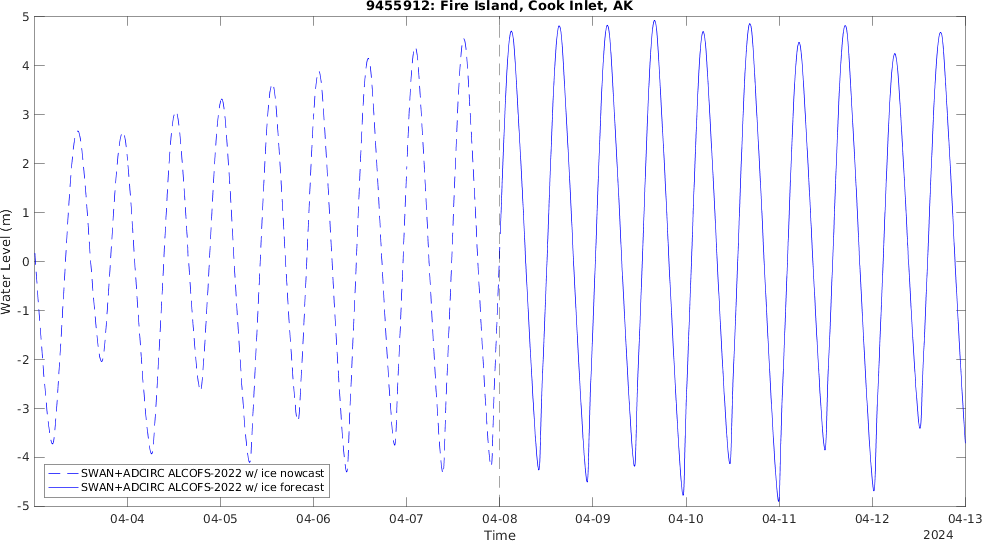 9455912: Fire Island, Cook Inlet, AK
5
4
3
2
1
0
-1
-2
-3
-4
-5
Water Level (m)
SWAN+ADCIRC ALCOFS-2022 w/ ice nowcast
SWAN+ADCIRC ALCOFS-2022 w/ ice forecast
04-04 04-05 04-06 04-07 04-08 04-09 04-10 04-11 04-12 04-13
Time
2024